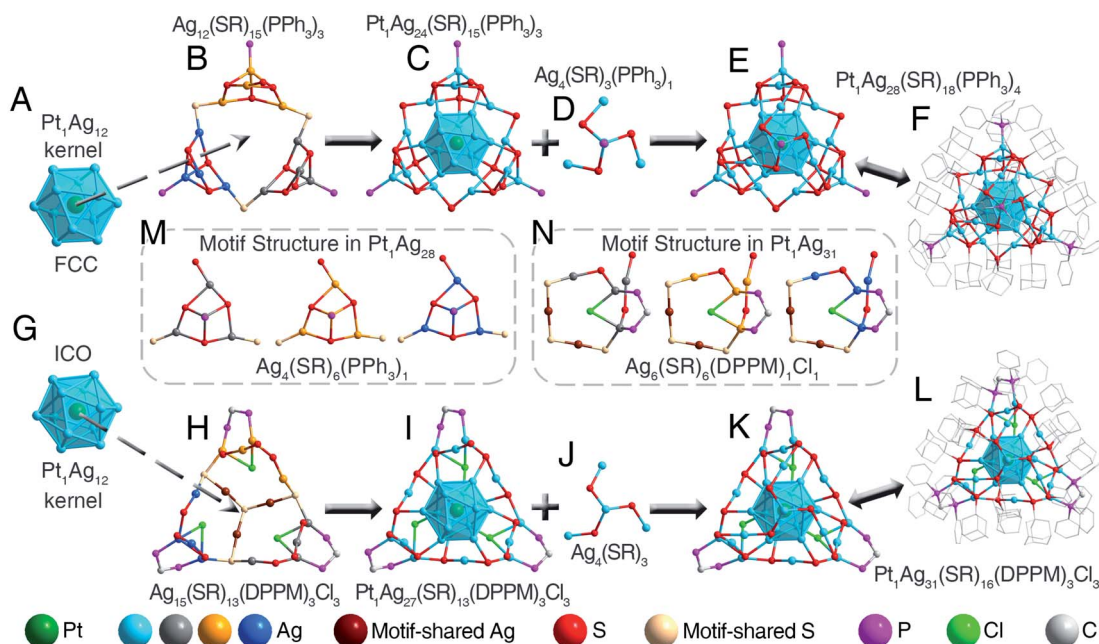 Ag12(SR)15(PPh3)3
Pt1Ag24(SR)15(PPh3)3
A
B
C
Ag4(SR)3(PPh3)1
D
E
Pt1Ag28(SR)18(PPh3)4
F
Pt1Ag12
kernel
FCC
M
Motif Structure in Pt1Ag28
Ag4(SR)6(PPh3)1
N
Motif Structure in Pt1Ag31
Ag6(SR)6(DPPM)1Cl1
G
ICO
Pt1Ag12
kernel
H
I
J
Ag4(SR)3
K
L
Ag15(SR)13(DPPM)3Cl3
Pt1Ag27(SR)13(DPPM)3Cl3
Pt1Ag31(SR)16(DPPM)3Cl3
Pt
Ag
Motif-shared Ag
S
Motif-shared S
P
Cl
C